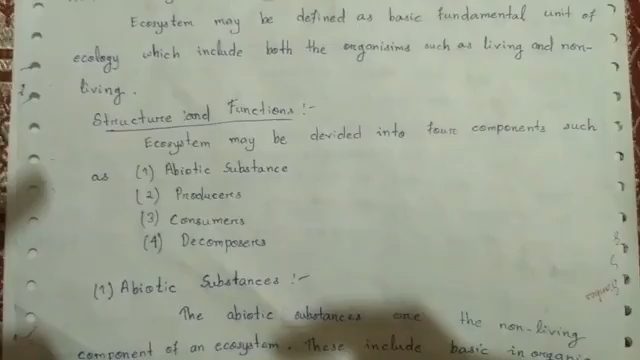 Ecosystem may be defined as basic fundamental unit of
ecology which include both the organisims such as living and non-
living.
Structure and Functions :-
Ecosystem may be devided into four components such
as (1) Abiotic Substance
(2) Producers
(3) Consumers
(4) Decomposers
(1) Abiotic Substances :-
The abiotic substances are the non-living
component of an ecosystem. These include basic inorganic